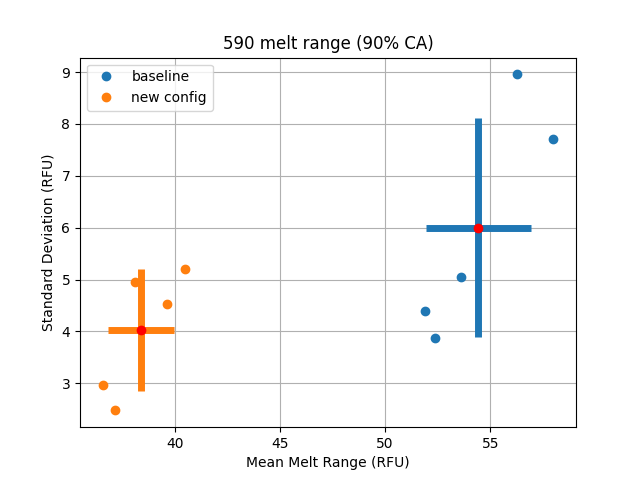 590 melt range (90% CA)
baseline
new config
Standard Deviation (RFU)
9
8
7
6
5
4
3
40 45 50 55
Mean Melt Range (RFU)